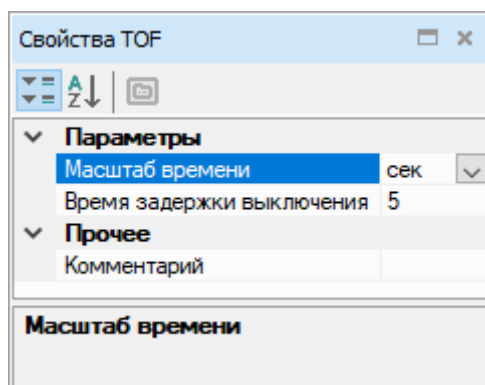 Свойства TOF
Параметры
Масштаб времени сек
Время задержки выключения 5
Прочее
Комментарий
Масштаб времени